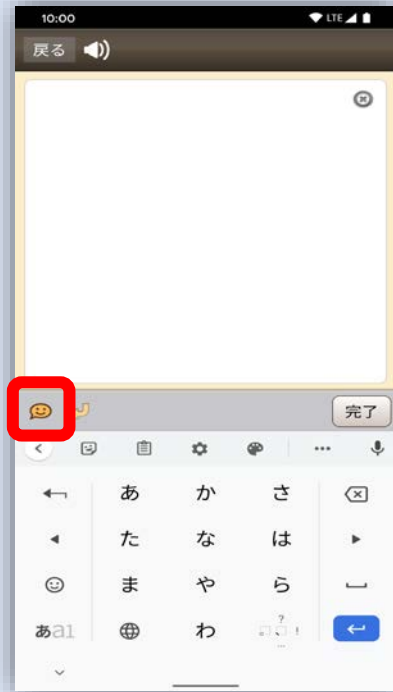 10:00 LTE
戻る
完了
あ か さ
た な は
ま や ら
あa1 わ ? !